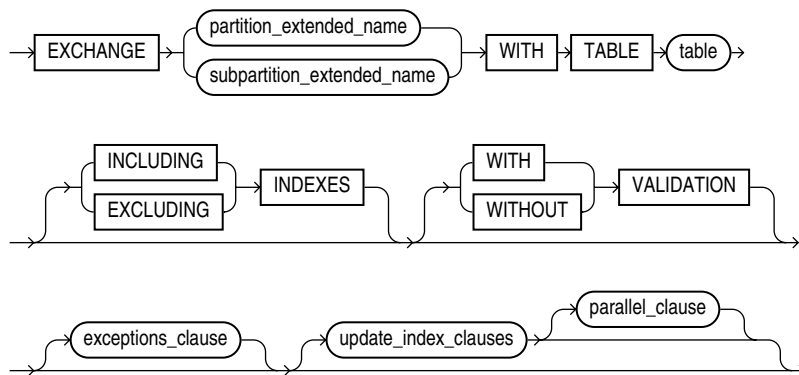 EXCHANGE
partition_extended_name
subpartition_extended_name
WITH TABLE table
INCLUDING
EXCLUDING
INDEXES
WITH
WITHOUT
VALIDATION
exceptions_clause
update_index_clauses
parallel_clause